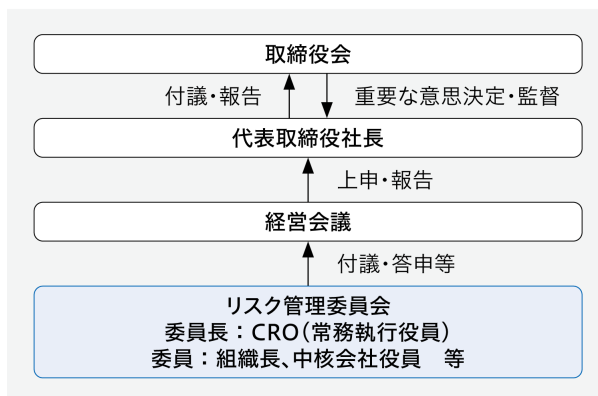 取締役会
付議・報告
重要な意思決定・監督
代表取締役社長
上申・報告
経営会議
付議・答申等
リスク管理委員会
委員長：CRO（常務執行役員）
委員：組織長、中核会社役員　等